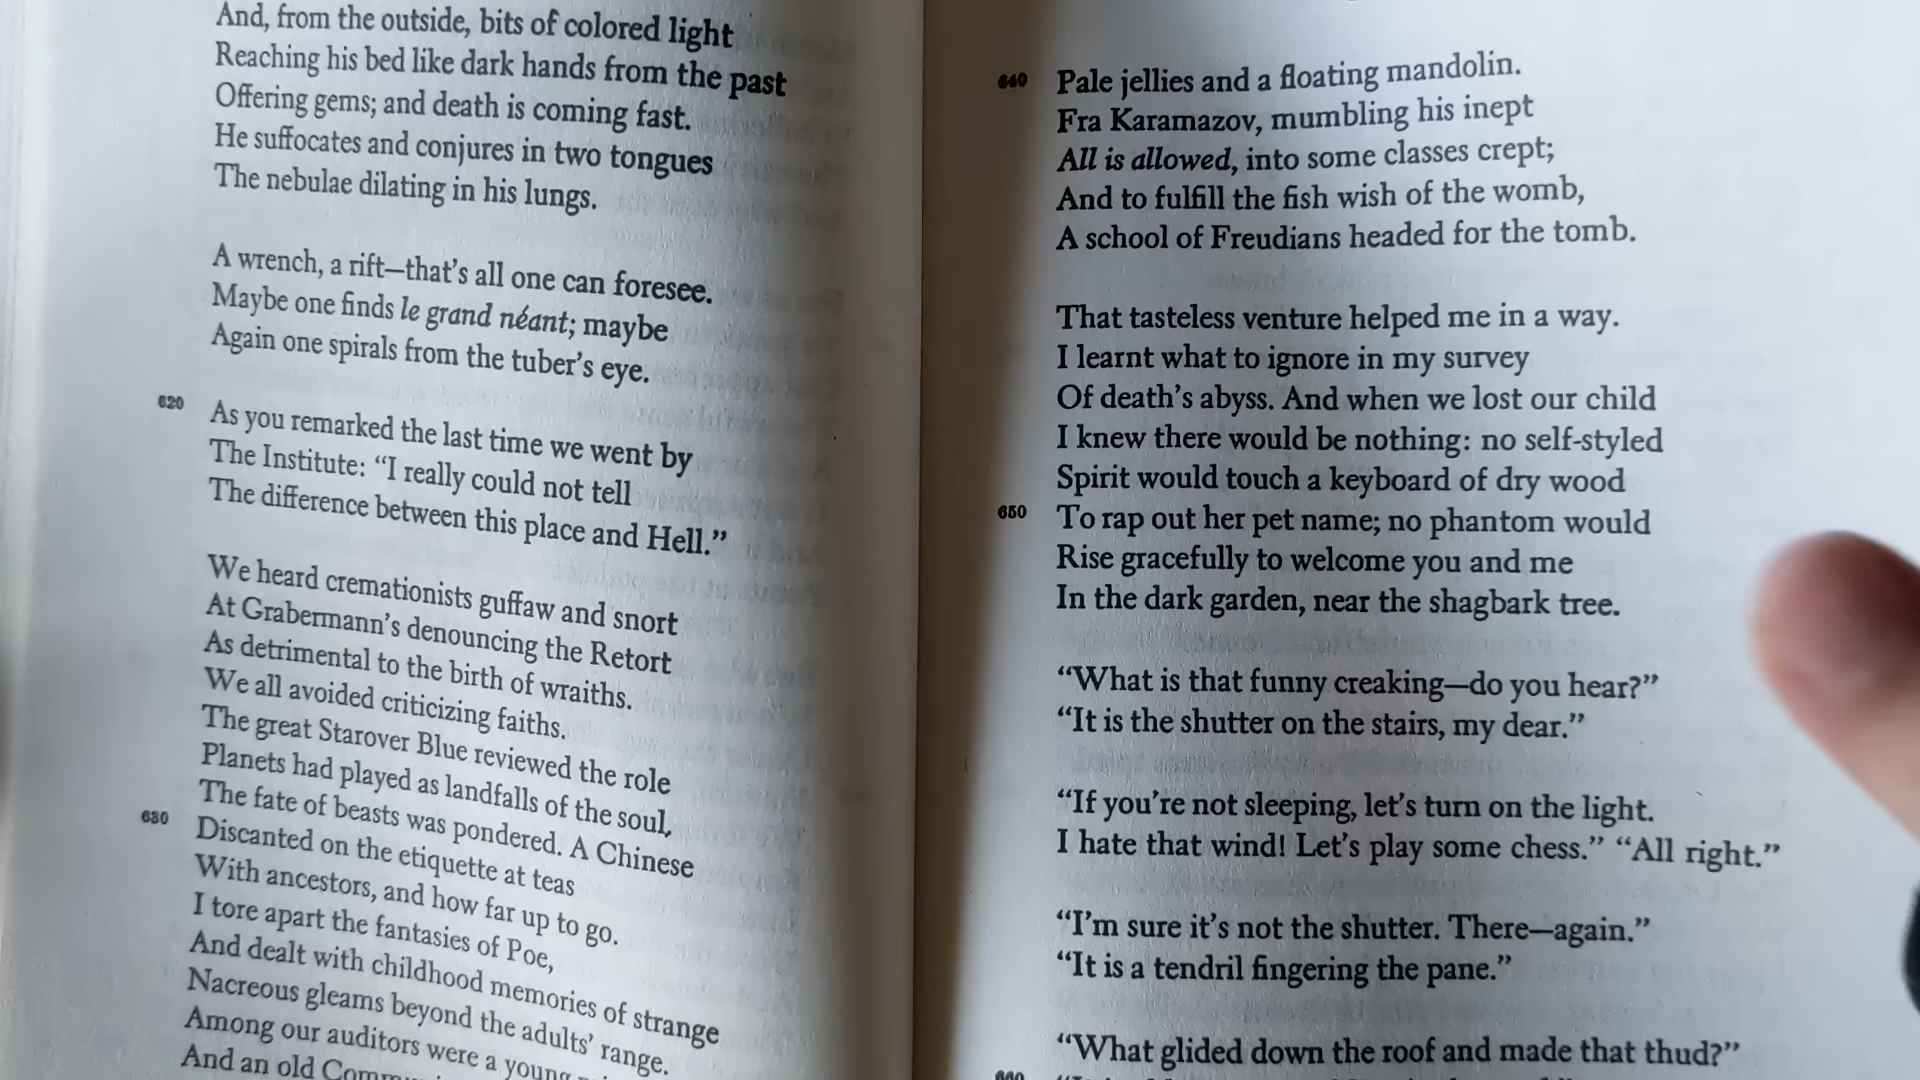 And, from the outside, bits of colored light
Reaching his bed like dark hands from the past
Offering gems; and death is coming fast.
He suffocates and conjures in two tongues
The nebulae dilating in his lungs.
A wrench, a rift—that's all one can foresee.
Maybe one finds le grand néant; maybe
Again one spirals from the tuber's eye.
620 As you remarked the last time we went by
The Institute: “I really could not tell
The difference between this place and Hell.”
We heard cremationists guffaw and snort
At Grabermann's denouncing the Retort
As detrimental to the birth of wraiths.
We all avoided criticizing faiths.
The great Starover Blue reviewed the role
Planets had played as landfalls of the soul.
The fate of beasts was pondered. A Chinese
630 Discanted on the etiquette at teas
With ancestors, and how far up to go.
I tore apart the fantasies of Poe,
And dealt with childhood memories of strange
Nacreous gleams beyond the adults' range.
Among our auditors were a young
And an old
640 Pale jellies and a floating mandolin.
Fra Karamazov, mumbling his inept
All is allowed, into some classes crept;
And to fulfill the fish wish of the womb,
A school of Freudians headed for the tomb.
That tasteless venture helped me in a way.
I learnt what to ignore in my survey
Of death's abyss. And when we lost our child
I knew there would be nothing: no self-styled
Spirit would touch a keyboard of dry wood
650 To rap out her pet name; no phantom would
Rise gracefully to welcome you and me
In the dark garden, near the shagbark tree.
“What is that funny creaking—do you hear?”
“It is the shutter on the stairs, my dear.”
“If you're not sleeping, let's turn on the light.
I hate that wind! Let's play some chess.” “All right.”
“I'm sure it's not the shutter. There—again.”
“It is a tendril fingering the pane.”
“What glided down the roof and made that thud?”